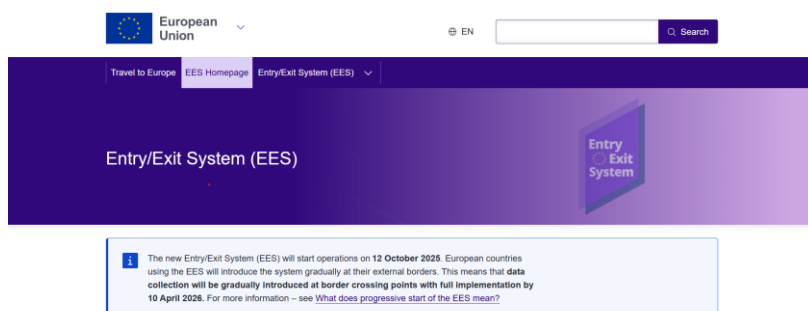 European
Union
EN
Search
Travel to Europe
EES Homepage
Entry/Exit System (EES)
Entry/Exit System (EES)
Entry
Exit
System
i
The new Entry/Exit System (EES) will start operations on 12 October 2025. European countries
using the EES will introduce the system gradually at their external borders. This means that data
collection will be gradually introduced at border crossing points with full implementation by
10 April 2026. For more information – see What does progressive start of the EES mean?